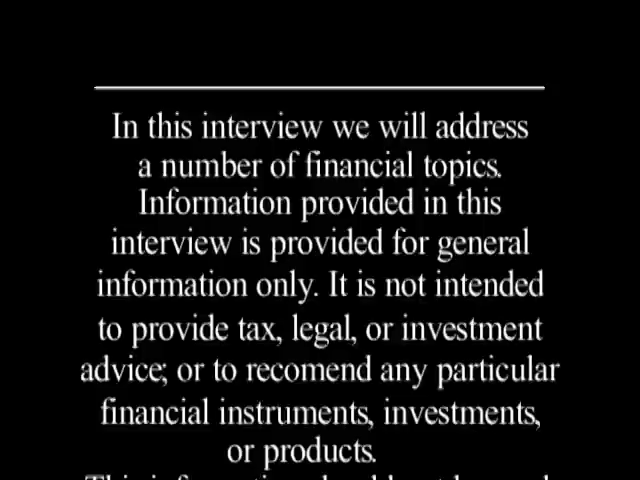 In this interview we will address
a number of financial topics.
Information provided in this
interview is provided for general
information only. It is not intended
to provide tax, legal, or investment
advice; or to recomend any particular
financial instruments, investments,
or products.